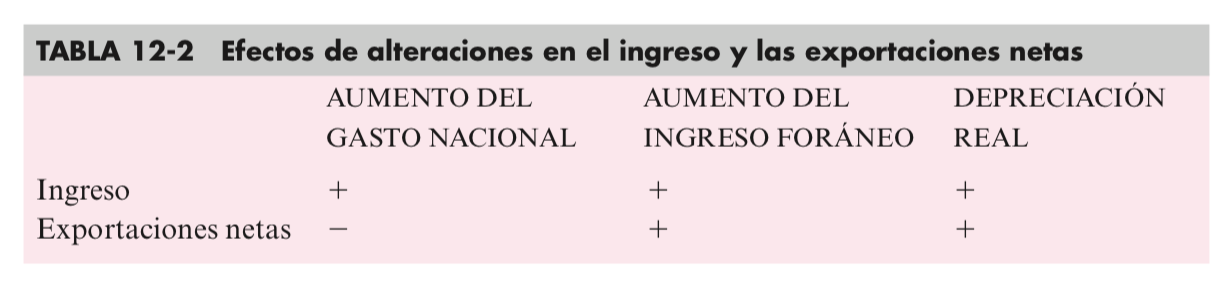 TABLA 12-2 Efectos de alteraciones en el ingreso y las exportaciones netas
AUMENTO DEL AUMENTO DEL DEPRECIACIÓN
GASTO NACIONAL INGRESO FORÁNEO REAL
Ingreso + + +
Exportaciones netas − + +